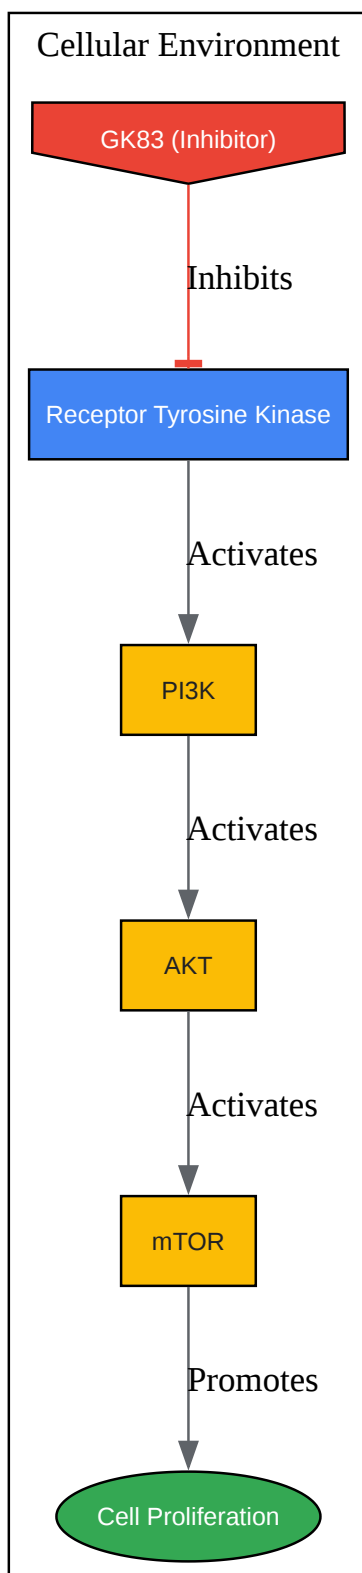 Cellular Environment
GK83 (Inhibitor)
Inhibits
Receptor Tyrosine Kinase
Activates
PI3K
Activates
AKT
Activates
mTOR
Promotes
Cell Proliferation